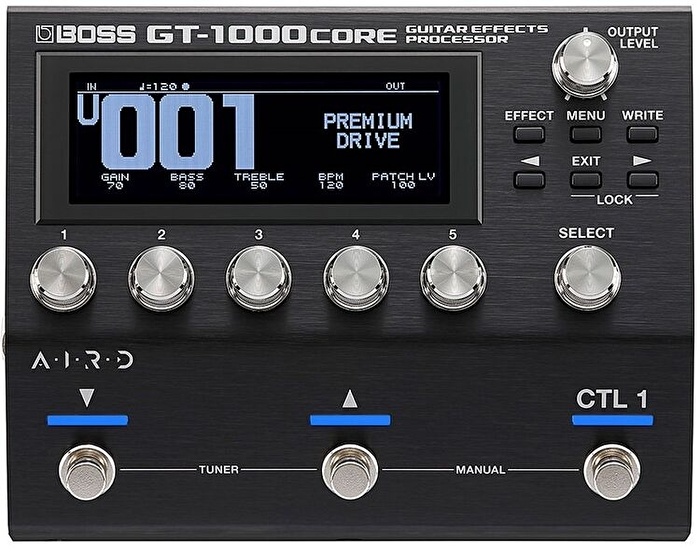 BOSS GT-1000CORE GUITAR EFFECTS PROCESSOR
OUTPUT LEVEL
IN ♩=120 OUT
U001
PREMIUM
DRIVE
GAIN BASS TREBLE BPM PATCH LV
70 80 50 120 100
EFFECT MENU WRITE
◄ EXIT ►
LOCK
1 2 3 4 5 SELECT
A·I·R·D
▼ ▲ CTL 1
TUNER MANUAL